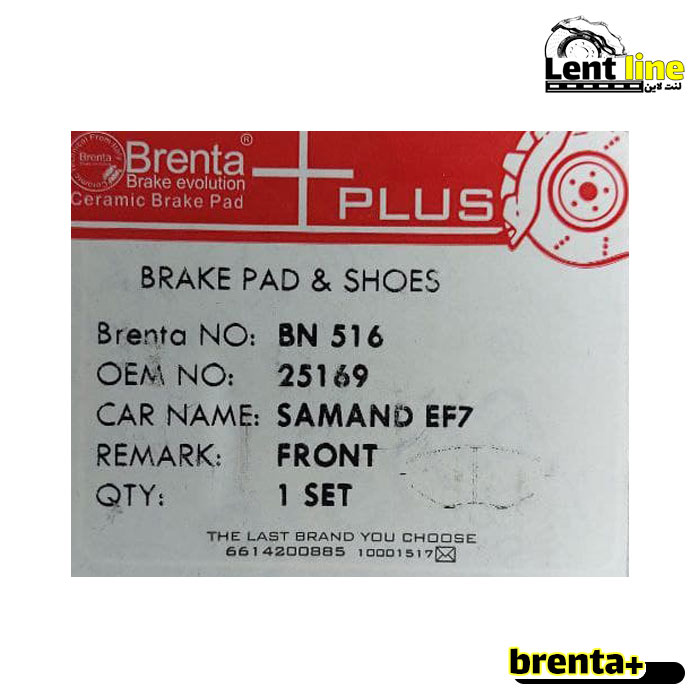 Lent line
لنت لاین
Brenta®
Brenta
Brake evolution
Ceramic Brake Pad
PLUS
BRAKE PAD & SHOES
Brenta NO: BN 516
OEM NO: 25169
CAR NAME: SAMAND EF7
REMARK: FRONT
QTY: 1 SET
THE LAST BRAND YOU CHOOSE
6614200885 10001517
brenta+